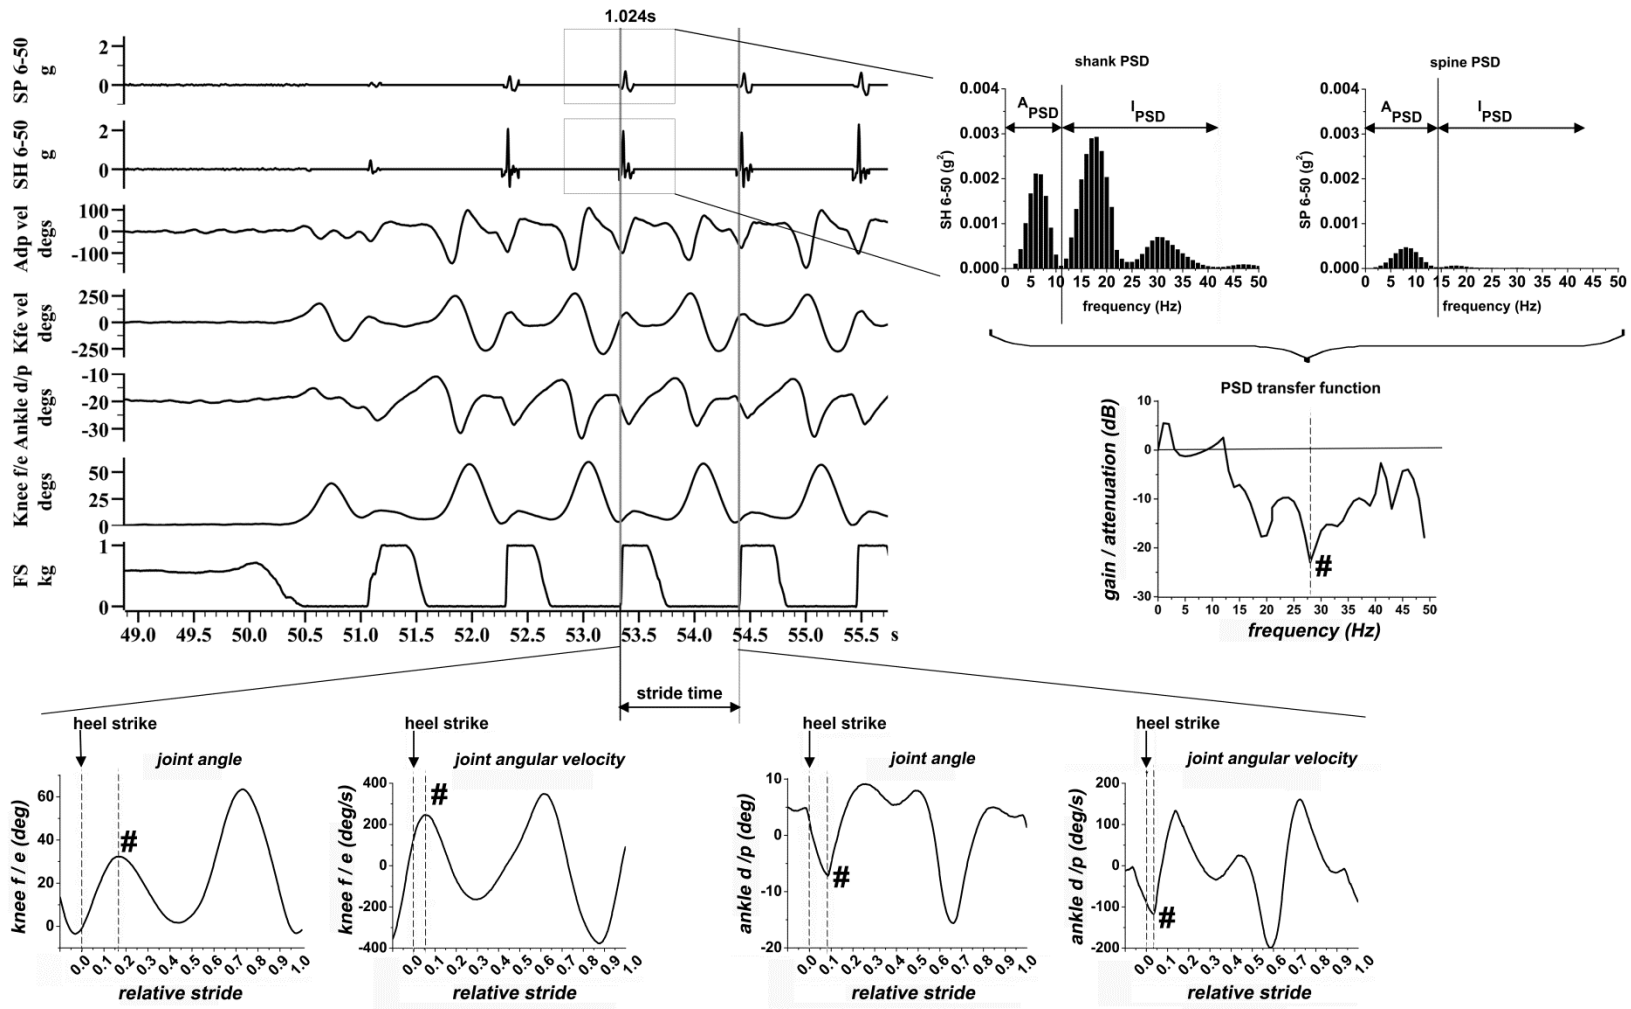 1.024s
SP 6-50
g
2
0
SH 6-50
g
2
0
Adp vel
degs
100
0
-100
Kfe vel
degs
250
0
-250
Ankle d/p
degs
-10
-20
-30
Knee f/e
degs
50
25
0
FS
kg
1
0
49.0 49.5 50.0 50.5 51.0 51.5 52.0 52.5 53.0 53.5 54.0 54.5 55.0 55.5 s
shank PSD
SH 6-50 (g²)
0.004
0.003
0.002
0.001
0.000
A PSD
I PSD
0 5 10 15 20 25 30 35 40 45 50
frequency (Hz)
spine PSD
SP 6-50 (g²)
0.004
0.003
0.002
0.001
0.000
A PSD
I PSD
0 5 10 15 20 25 30 35 40 45 50
frequency (Hz)
PSD transfer function
gain / attenuation (dB)
10
0
-10
-20
-30
#
0 5 10 15 20 25 30 35 40 45 50
frequency (Hz)
stride time
heel strike
joint angle
knee f / e (deg)
60
40
20
0
#
0.0 0.1 0.2 0.3 0.4 0.5 0.6 0.7 0.8 0.9 1.0
relative stride
heel strike
joint angular velocity
knee f / e (deg/s)
400
200
0
-200
-400
#
0.0 0.1 0.2 0.3 0.4 0.5 0.6 0.7 0.8 0.9 1.0
relative stride
heel strike
joint angle
ankle d /p (deg)
10
0
-10
-20
#
0.0 0.1 0.2 0.3 0.4 0.5 0.6 0.7 0.8 0.9 1.0
relative stride
heel strike
joint angular velocity
ankle d /p (deg/s)
200
100
0
-100
-200
#
0.0 0.1 0.2 0.3 0.4 0.5 0.6 0.7 0.8 0.9 1.0
relative stride